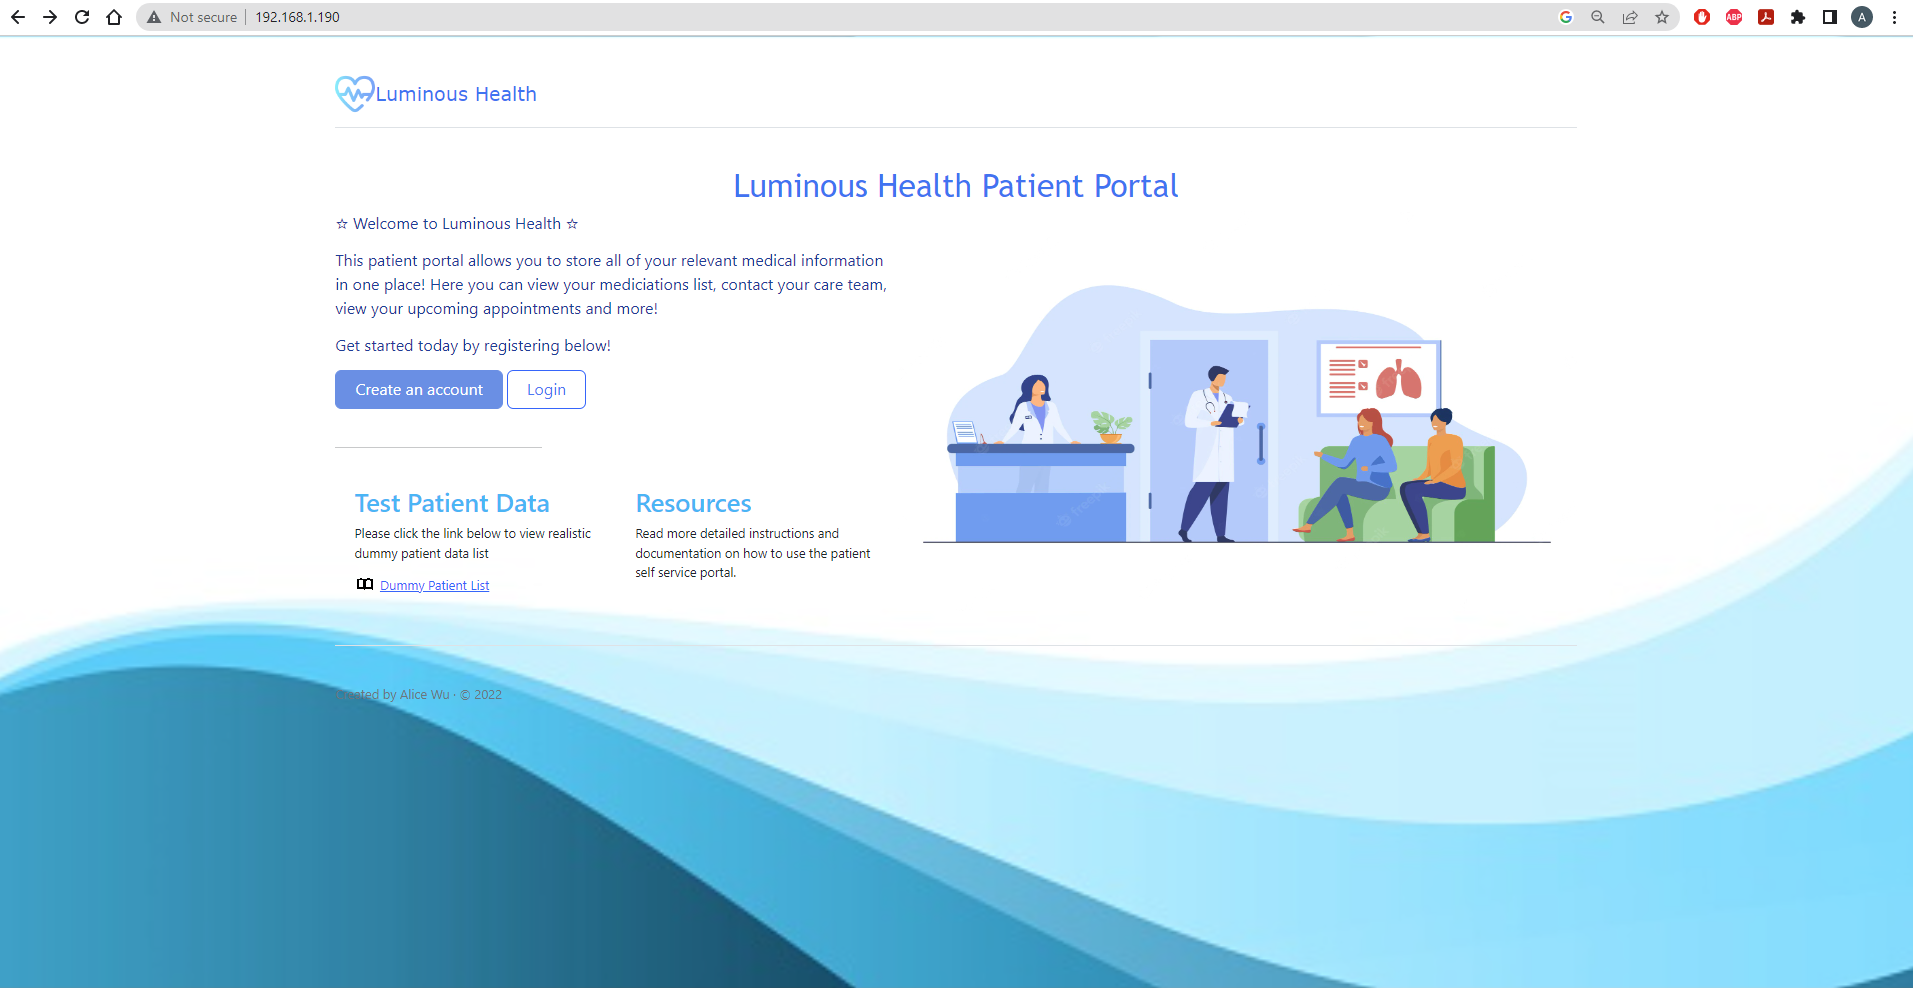 Not secure
192.168.1.190
ABP
A
Luminous Health
Luminous Health Patient Portal
☆ Welcome to Luminous Health ☆
This patient portal allows you to store all of your relevant medical information
in one place! Here you can view your mediciations list, contact your care team,
view your upcoming appointments and more!
Get started today by registering below!
Create an account
Login
Test Patient Data
Please click the link below to view realistic
dummy patient data list
Dummy Patient List
Resources
Read more detailed instructions and
documentation on how to use the patient
self service portal.
Created by Alice Wu · © 2022